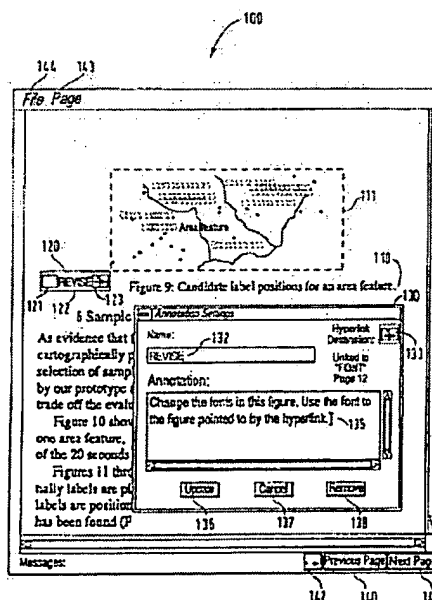 100
144 143
File Page
111
Area Feature
120
REVISE
121 122 123
Figure 9: Candidate label positions for an area feature.
110
130
6 Sample
Annotation Settings
Name:
132
REVISE
Hyperlink
Destination:
Linked to
"FONT"
Page 12
133
As evidence that
cartographically p
selection of samp
by our prototype
trade off the evalu
Annotation:
Change the fonts in this figure. Use the font to
the figure pointed to by the hyperlink.
135
Figure 10 show
one area feature.
of the 20 seconds
Figures 11 thr
nally labels are pl
labels are position
has been found (P
Update Cancel Remove
136 137 138
Messages:
Previous Page Next Pag
142 140